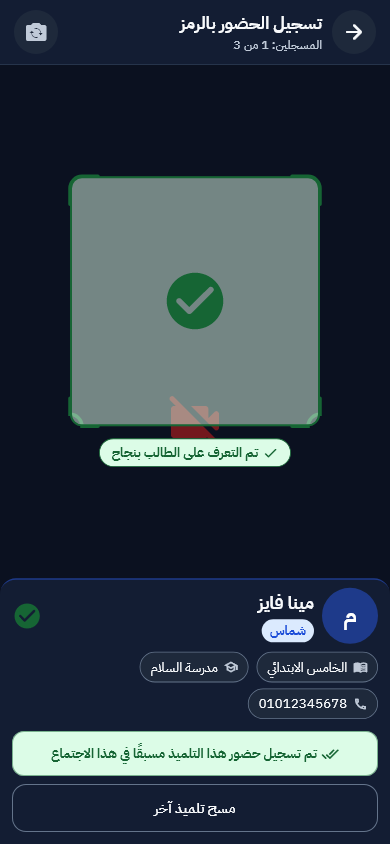 تسجيل الحضور بالرمز
المسجلين: 1 من 3
تم التعرف على الطالب بنجاح
مينا فايز
م
شماس
الخامس الابتدائي
مدرسة السلام
01012345678
تم تسجيل حضور هذا التلميذ مسبقًا في هذا الاجتماع
مسح تلميذ آخر